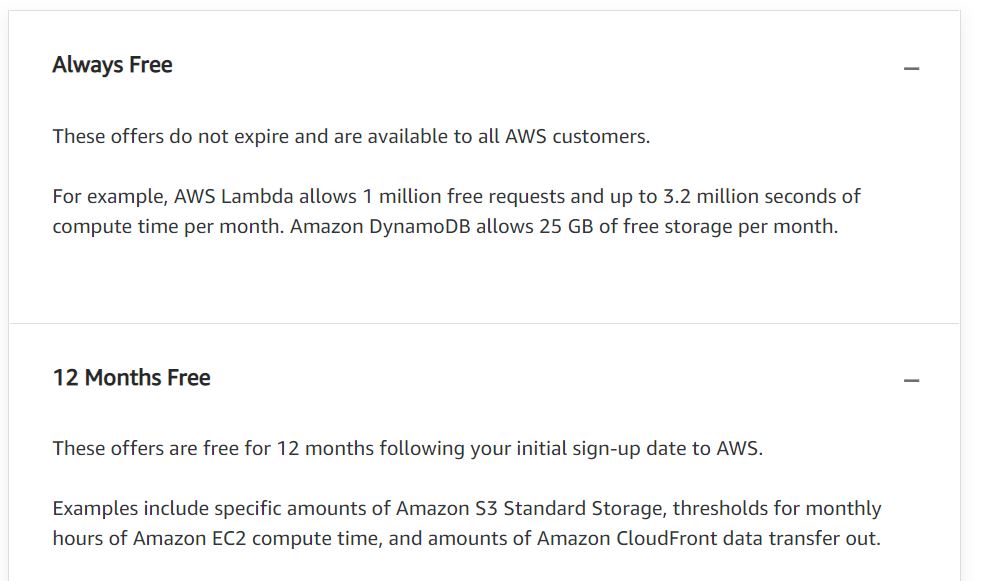 Always Free
These offers do not expire and are available to all AWS customers.
For example, AWS Lambda allows 1 million free requests and up to 3.2 million seconds of
compute time per month. Amazon DynamoDB allows 25 GB of free storage per month.
12 Months Free
These offers are free for 12 months following your initial sign-up date to AWS.
Examples include specific amounts of Amazon S3 Standard Storage, thresholds for monthly
hours of Amazon EC2 compute time, and amounts of Amazon CloudFront data transfer out.